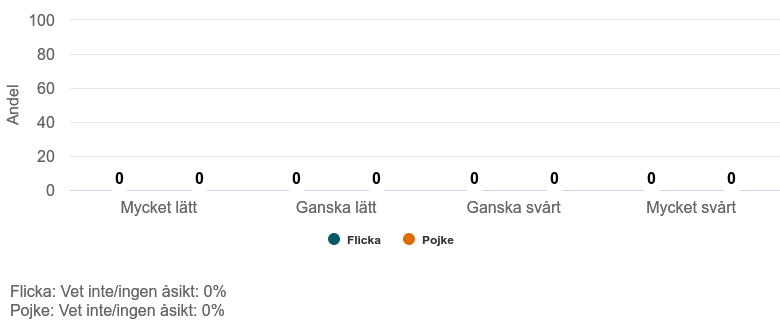 100
80
60
40
20
0
Andel
0 0 0 0 0 0 0 0
Mycket lätt Ganska lätt Ganska svårt Mycket svårt
Flicka Pojke
Flicka: Vet inte/ingen åsikt: 0%
Pojke: Vet inte/ingen åsikt: 0%